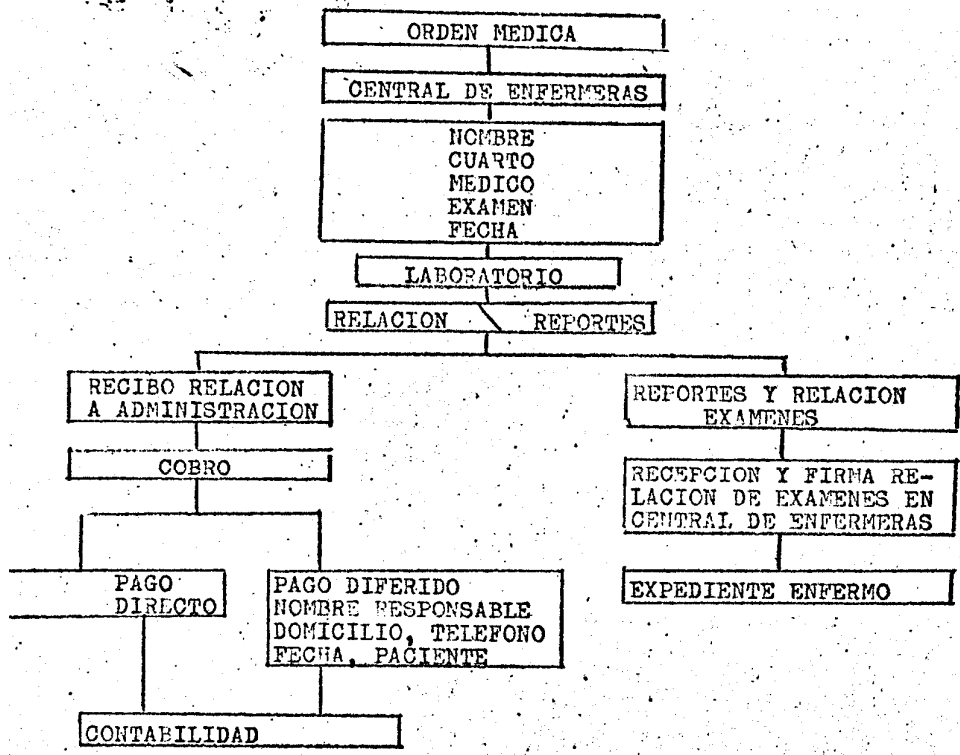 ORDEN MEDICA
CENTRAL DE ENFERMERAS
NOMBRE
CUARTO
MEDICO
EXAMEN
FECHA
LABORATORIO
RELACION \ REPORTES
RECIBO RELACION
A ADMINISTRACION
COBRO
PAGO
DIRECTO
PAGO DIFERIDO
NOMBRE RESPONSABLE
DOMICILIO, TELEFONO
FECHA, PACIENTE
CONTABILIDAD
REPORTES Y RELACION
EXAMENES
RECEPCION Y FIRMA RE-
LACION DE EXAMENES EN
CENTRAL DE ENFERMERAS
EXPEDIENTE ENFERMO